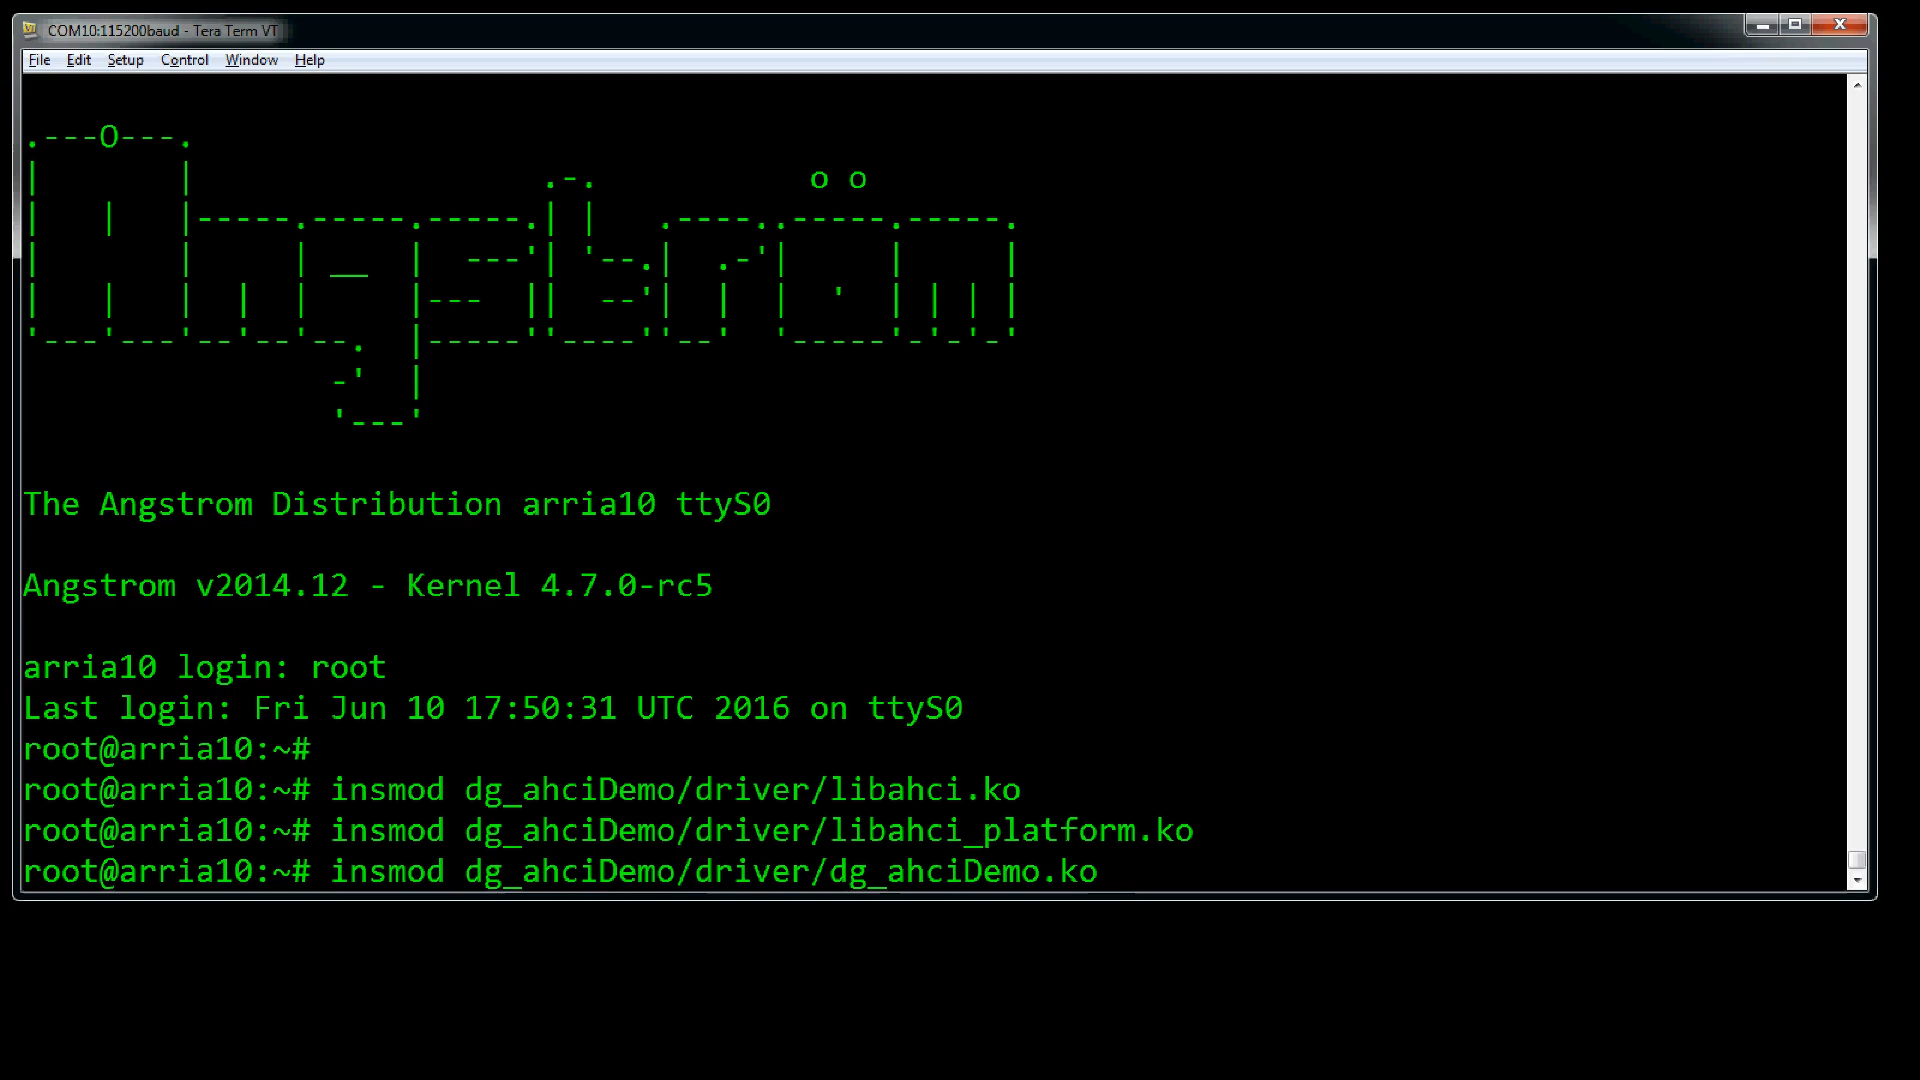 COM10:115200baud - Tera Term VT
File Edit Setup Control Window Help
Angström
The Angstrom Distribution arria10 ttyS0
Angstrom v2014.12 - Kernel 4.7.0-rc5
arria10 login: root
Last login: Fri Jun 10 17:50:31 UTC 2016 on ttyS0
root@arria10:~#
root@arria10:~# insmod dg_ahciDemo/driver/libahci.ko
root@arria10:~# insmod dg_ahciDemo/driver/libahci_platform.ko
root@arria10:~# insmod dg_ahciDemo/driver/dg_ahciDemo.ko